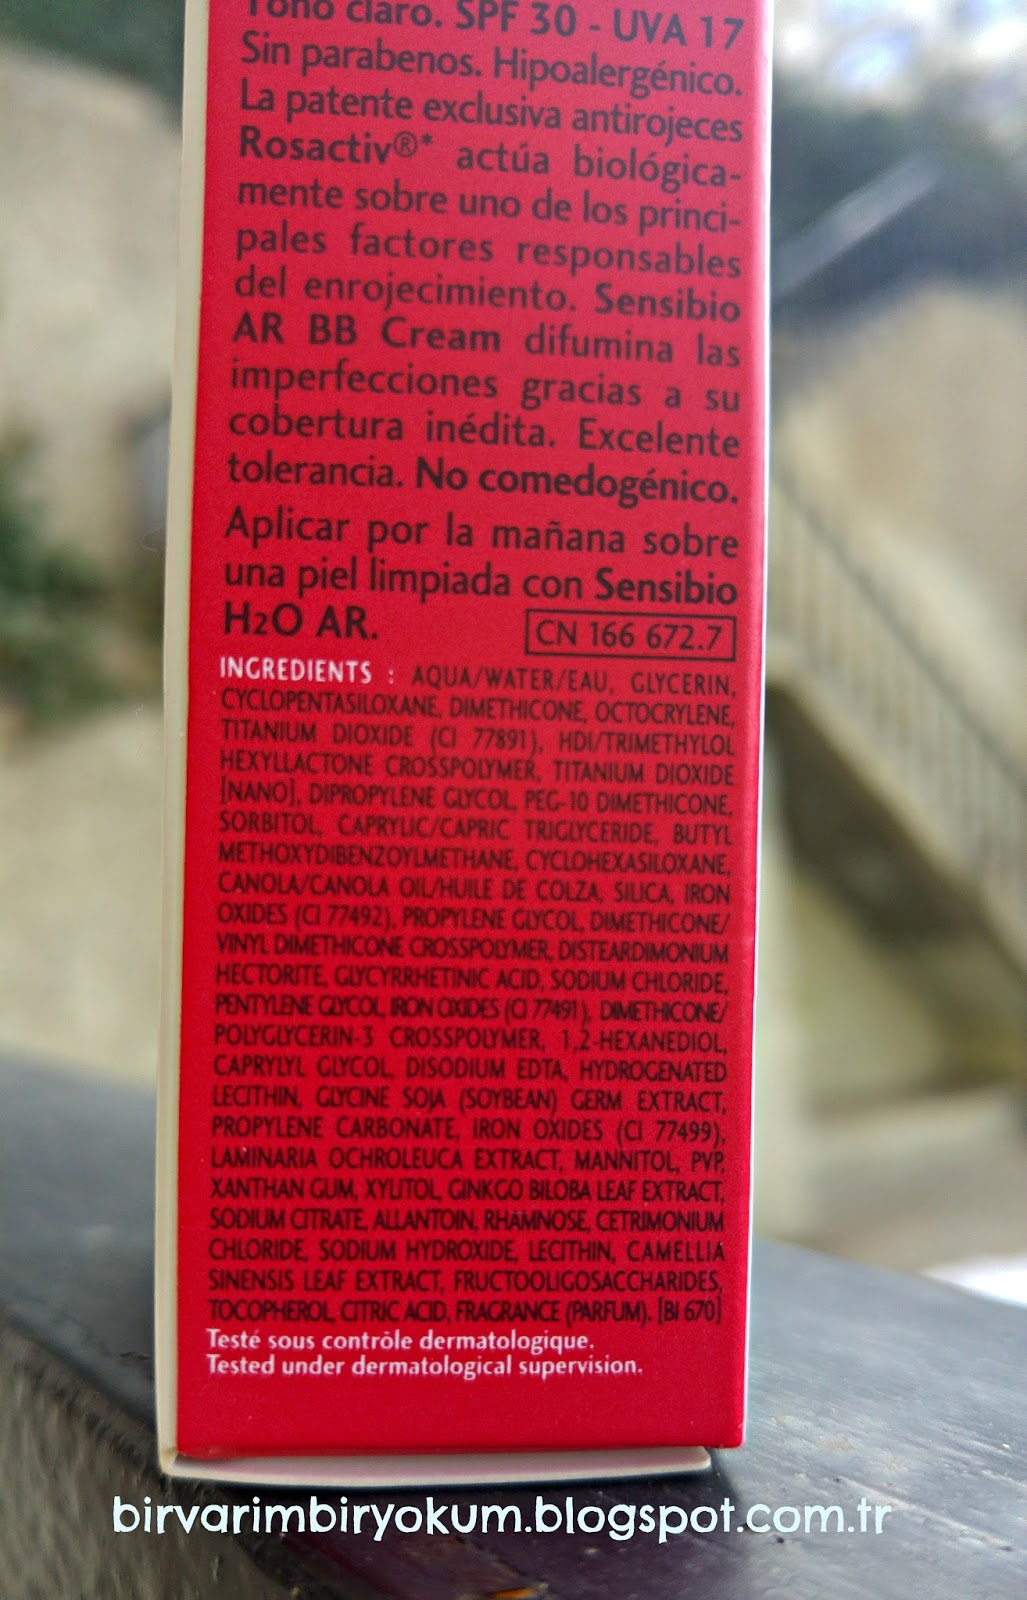 Tono claro. SPF 30 - UVA 17
Sin parabenos. Hipoalergénico.
La patente exclusiva antirojeces
Rosactiv®* actúa biológica-
mente sobre uno de los princi-
pales factores responsables
del enrojecimiento. Sensibio
AR BB Cream difumina las
imperfecciones gracias a su
cobertura inédita. Excelente
tolerancia. No comedogénico.
Aplicar por la mañana sobre
una piel limpiada con Sensibio
H2O AR. CN 166 672.7
INGREDIENTS : AQUA/WATER/EAU, GLYCERIN,
CYCLOPENTASILOXANE, DIMETHICONE, OCTOCRYLENE,
TITANIUM DIOXIDE (CI 77891), HDI/TRIMETHYLOL
HEXYLLACTONE CROSSPOLYMER, TITANIUM DIOXIDE
[NANO], DIPROPYLENE GLYCOL, PEG-10 DIMETHICONE,
SORBITOL, CAPRYLIC/CAPRIC TRIGLYCERIDE, BUTYL
METHOXYDIBENZOYLMETHANE, CYCLOHEXASILOXANE,
CANOLA/CANOLA OIL/HUILE DE COLZA, SILICA, IRON
OXIDES (CI 77492), PROPYLENE GLYCOL, DIMETHICONE/
VINYL DIMETHICONE CROSSPOLYMER, DISTEARDIMONIUM
HECTORITE, GLYCYRRHETINIC ACID, SODIUM CHLORIDE,
PENTYLENE GLYCOL, IRON OXIDES (CI 77491), DIMETHICONE/
POLYGLYCERIN-3 CROSSPOLYMER, 1,2-HEXANEDIOL,
CAPRYLYL GLYCOL, DISODIUM EDTA, HYDROGENATED
LECITHIN, GLYCINE SOJA (SOYBEAN) GERM EXTRACT,
PROPYLENE CARBONATE, IRON OXIDES (CI 77499),
LAMINARIA OCHROLEUCA EXTRACT, MANNITOL, PVP,
XANTHAN GUM, XYLITOL, GINKGO BILOBA LEAF EXTRACT,
SODIUM CITRATE, ALLANTOIN, RHAMNOSE, CETRIMONIUM
CHLORIDE, SODIUM HYDROXIDE, LECITHIN, CAMELLIA
SINENSIS LEAF EXTRACT, FRUCTOOLIGOSACCHARIDES,
TOCOPHEROL, CITRIC ACID, FRAGRANCE (PARFUM). [BI 670]
Testé sous contrôle dermatologique.
Tested under dermatological supervision.
birvarimbiryokum.blogspot.com.tr